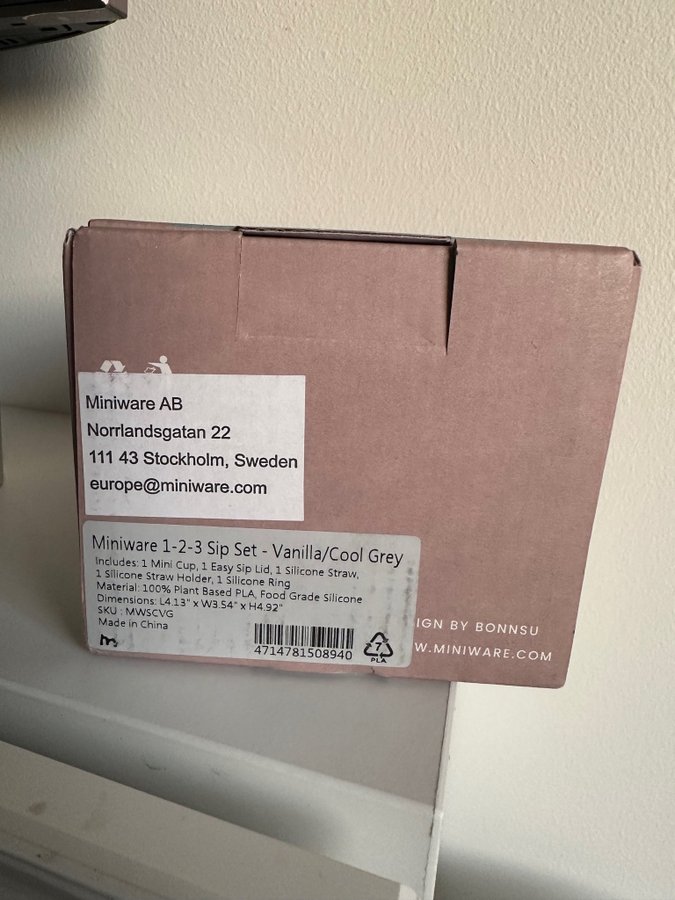 Miniware AB
Norrlandsgatan 22
111 43 Stockholm, Sweden
europe@miniware.com
Miniware 1-2-3 Sip Set - Vanilla/Cool Grey
Includes: 1 Mini Cup, 1 Easy Sip Lid, 1 Silicone Straw,
1 Silicone Straw Holder, 1 Silicone Ring
Material: 100% Plant Based PLA, Food Grade Silicone
Dimensions: L4.13" x W3.54" x H4.92"
SKU : MWSCVG
Made in China
m
4714781508940
7
PLA
IGN BY BONNSU
W.MINIWARE.COM